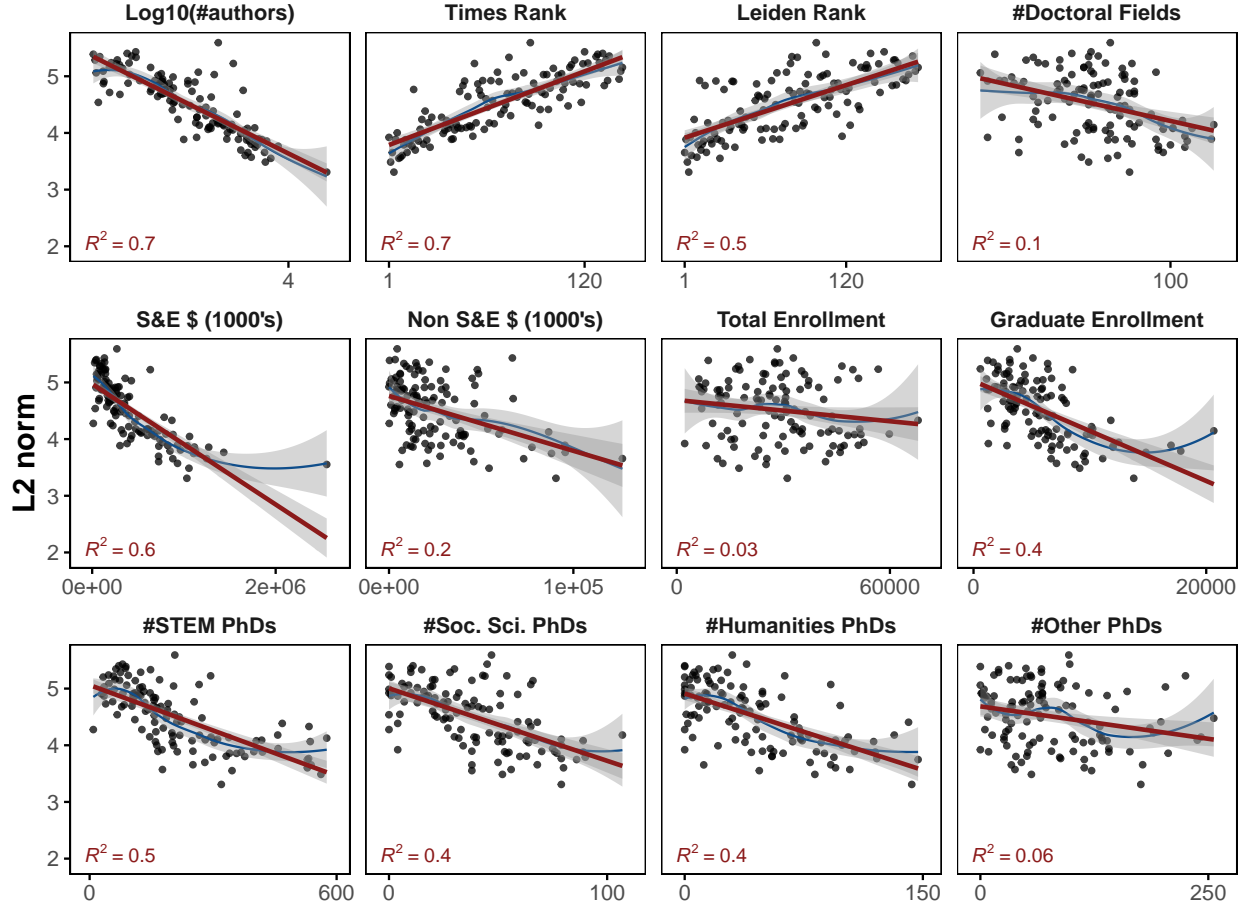 Log10(#authors) Times Rank Leiden Rank #Doctoral Fields
5
4
3
2
R² = 0.7 R² = 0.7 R² = 0.5 R² = 0.1
4 1 120 1 120 100
S&E $ (1000's) Non S&E $ (1000's) Total Enrollment Graduate Enrollment
L2 norm
5
4
3
2
R² = 0.6 R² = 0.2 R² = 0.03 R² = 0.4
0e+00 2e+06 0e+00 1e+05 0 60000 0 20000
#STEM PhDs #Soc. Sci. PhDs #Humanities PhDs #Other PhDs
5
4
3
2
R² = 0.5 R² = 0.4 R² = 0.4 R² = 0.06
0 600 0 100 0 150 0 250